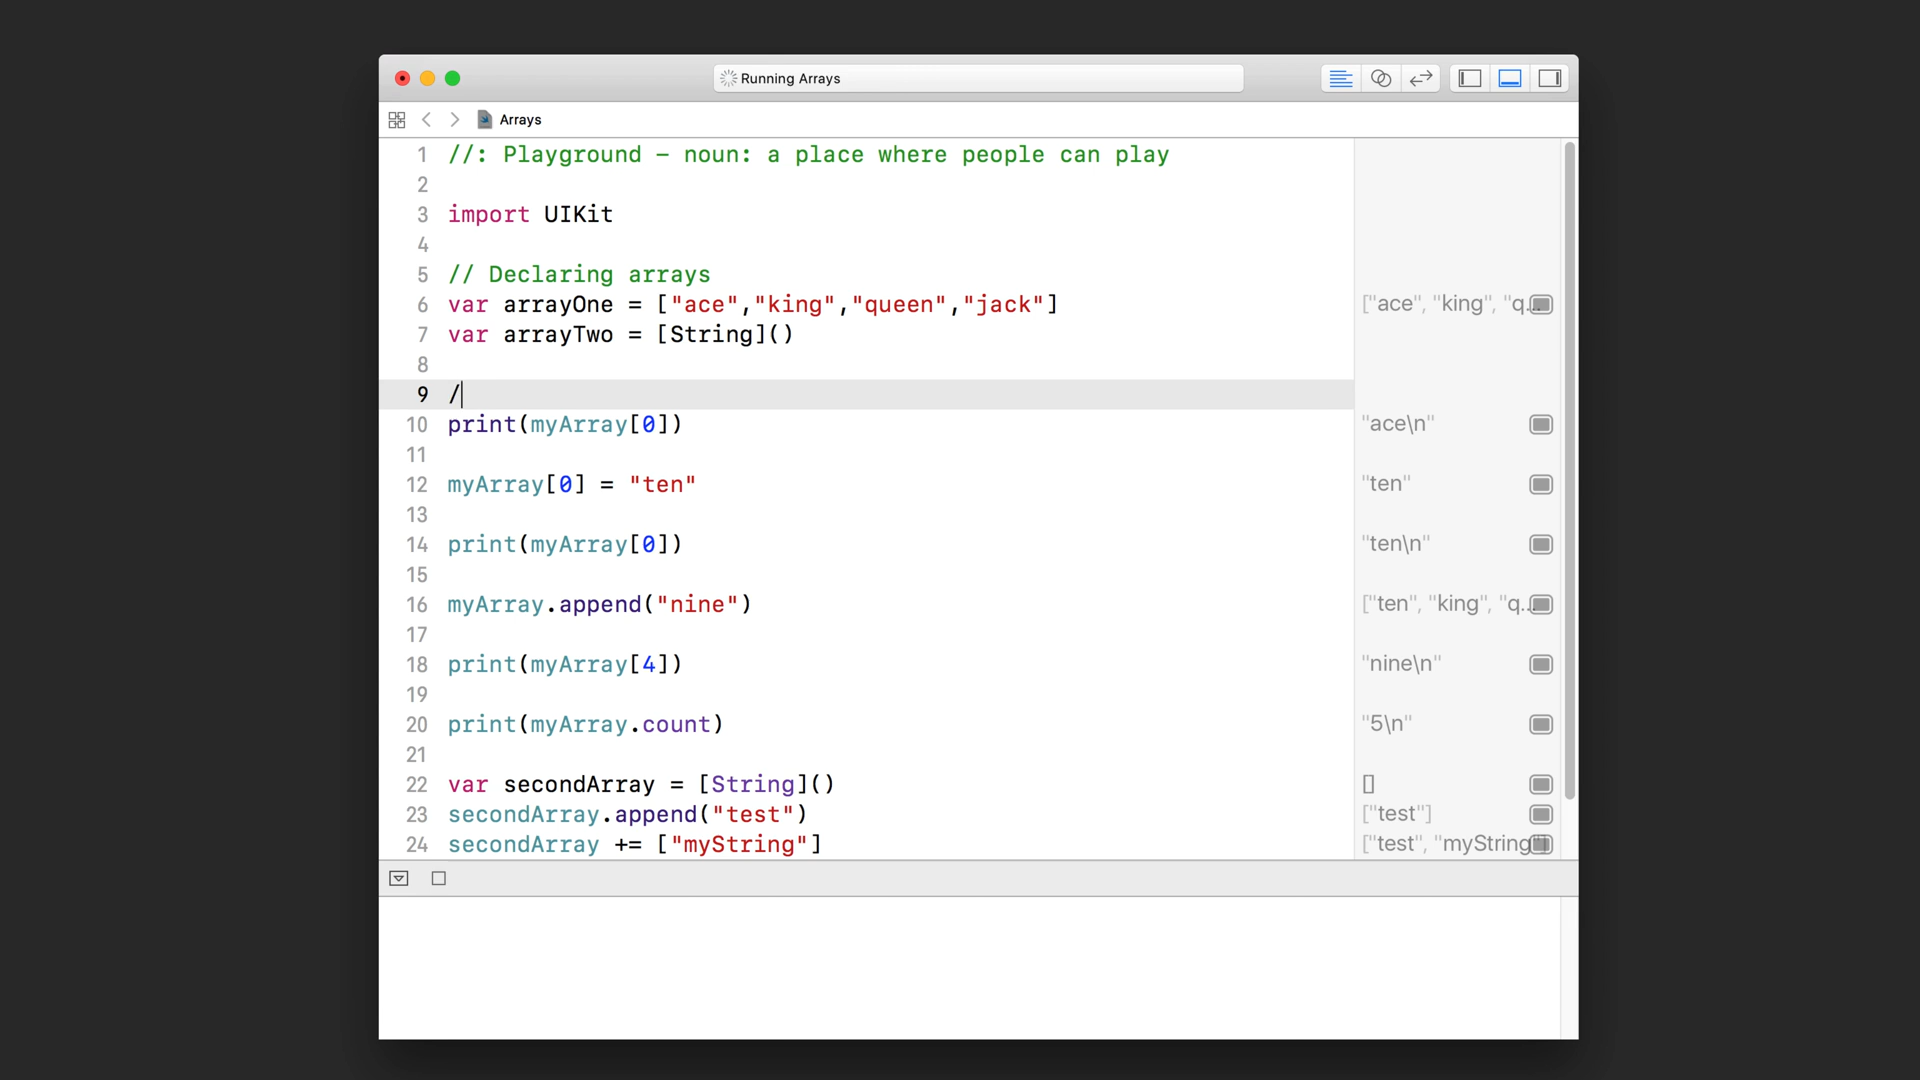 Running Arrays
Arrays
1 //: Playground – noun: a place where people can play
2
3 import UIKit
4
5 // Declaring arrays
6 var arrayOne = ["ace","king","queen","jack"] ["ace", "king", "q...
7 var arrayTwo = [String]()
8
9 /
10 print(myArray[0]) "ace\n"
11
12 myArray[0] = "ten" "ten"
13
14 print(myArray[0]) "ten\n"
15
16 myArray.append("nine") ["ten", "king", "q...
17
18 print(myArray[4]) "nine\n"
19
20 print(myArray.count) "5\n"
21
22 var secondArray = [String]() []
23 secondArray.append("test") ["test"]
24 secondArray += ["myString"] ["test", "myString"]